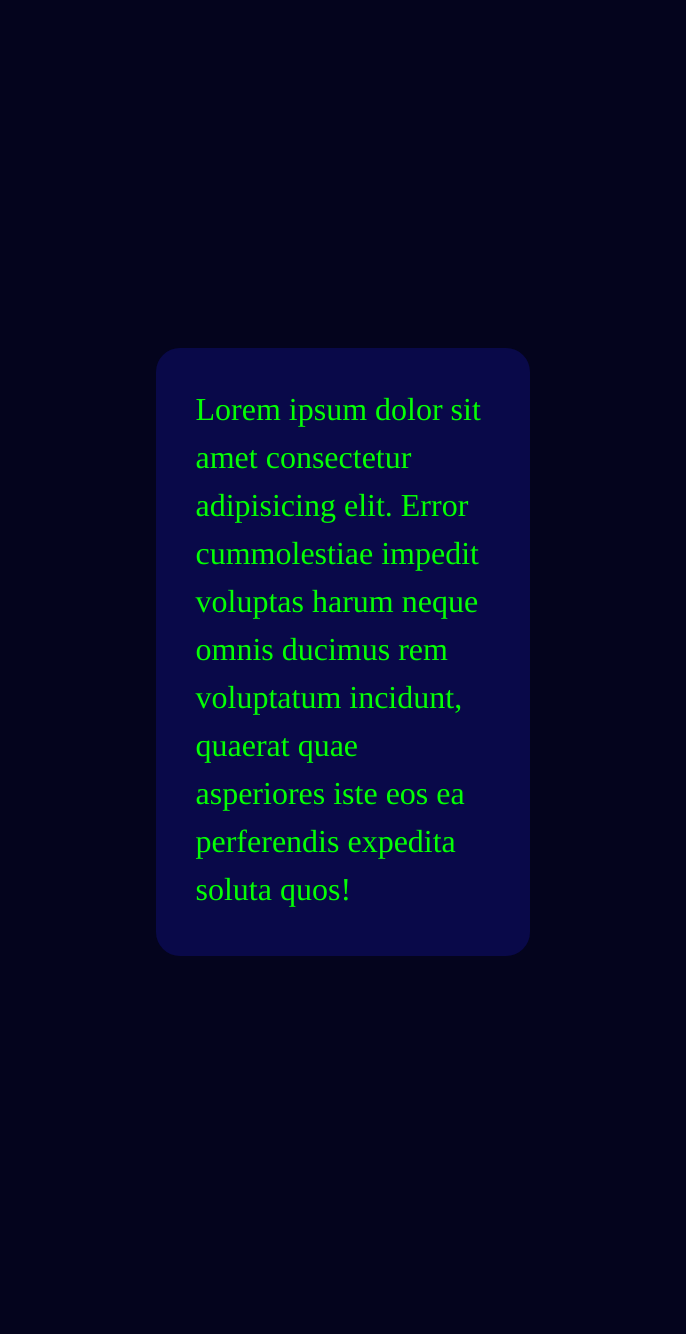 Lorem ipsum dolor sit
amet consectetur
adipisicing elit. Error
cummolestiae impedit
voluptas harum neque
omnis ducimus rem
voluptatum incidunt,
quaerat quae
asperiores iste eos ea
perferendis expedita
soluta quos!